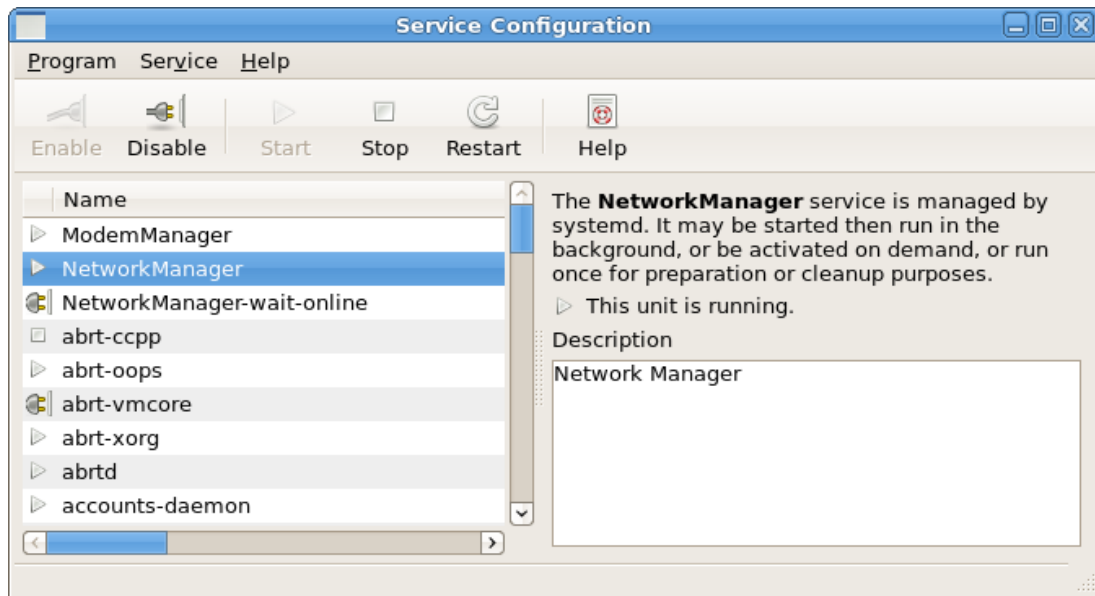 Service Configuration
Program Service Help
Enable Disable Start Stop Restart Help
Name
ModemManager
NetworkManager
NetworkManager-wait-online
abrt-ccpp
abrt-oops
abrt-vmcore
abrt-xorg
abrtd
accounts-daemon
The NetworkManager service is managed by
systemd. It may be started then run in the
background, or be activated on demand, or run
once for preparation or cleanup purposes.
This unit is running.
Description
Network Manager